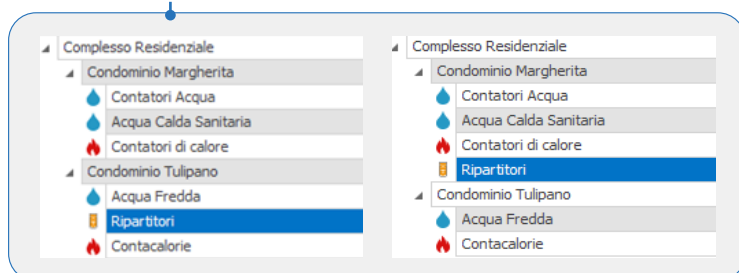 Complesso Residenziale
Condominio Margherita
Contatori Acqua
Acqua Calda Sanitaria
Contatori di calore
Condominio Tulipano
Acqua Fredda
Ripartitori
Contacalorie
Complesso Residenziale
Condominio Margherita
Contatori Acqua
Acqua Calda Sanitaria
Contatori di calore
Ripartitori
Condominio Tulipano
Acqua Fredda
Contacalorie